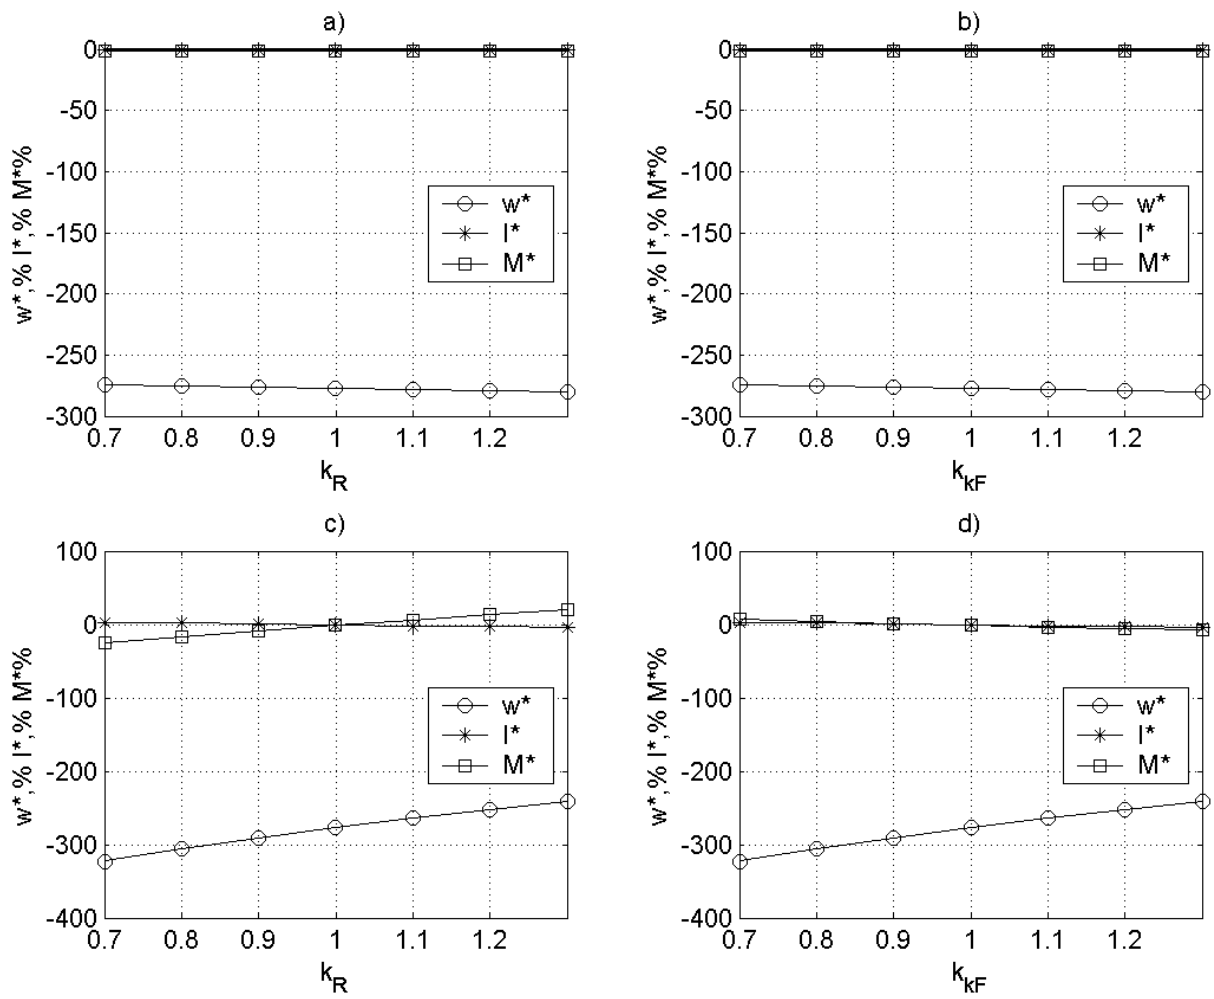 a)
0
-50
-100
-150
-200
-250
-300
w*,% I*,% M*%
w*
I*
M*
0.7 0.8 0.9 1 1.1 1.2
k_R
b)
0
-50
-100
-150
-200
-250
-300
w*,% I*,% M*%
w*
I*
M*
0.7 0.8 0.9 1 1.1 1.2
k_kF
c)
100
0
-100
-200
-300
-400
w*,% I*,% M*%
w*
I*
M*
0.7 0.8 0.9 1 1.1 1.2
k_R
d)
100
0
-100
-200
-300
-400
w*,% I*,% M*%
w*
I*
M*
0.7 0.8 0.9 1 1.1 1.2
k_kF